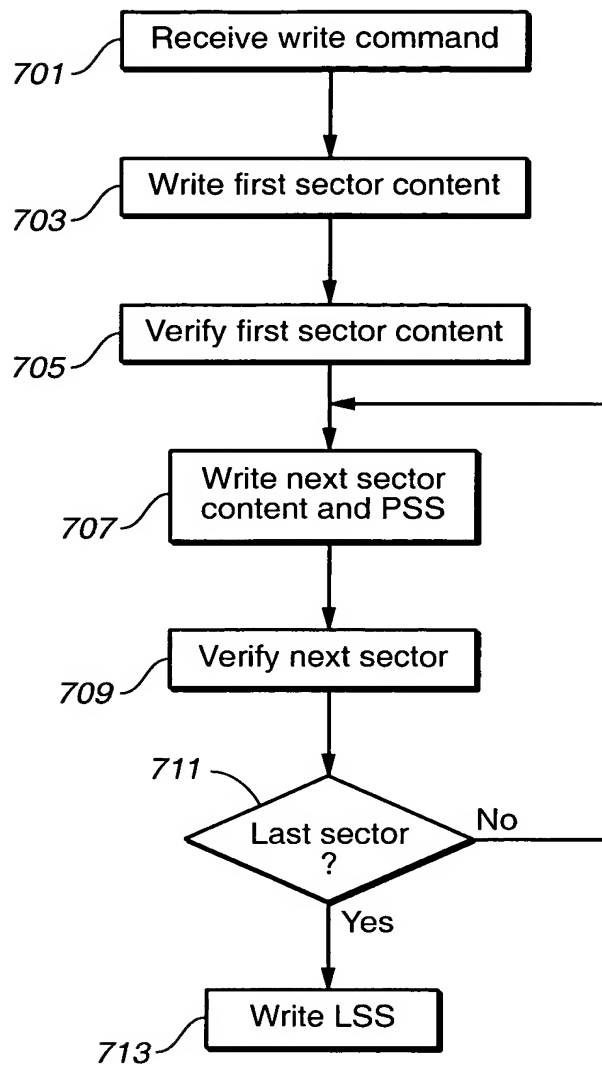 Receive write command
701
Write first sector content
703
Verify first sector content
705
Write next sector
content and PSS
707
Verify next sector
709
711
Last sector
?
No
Yes
Write LSS
713